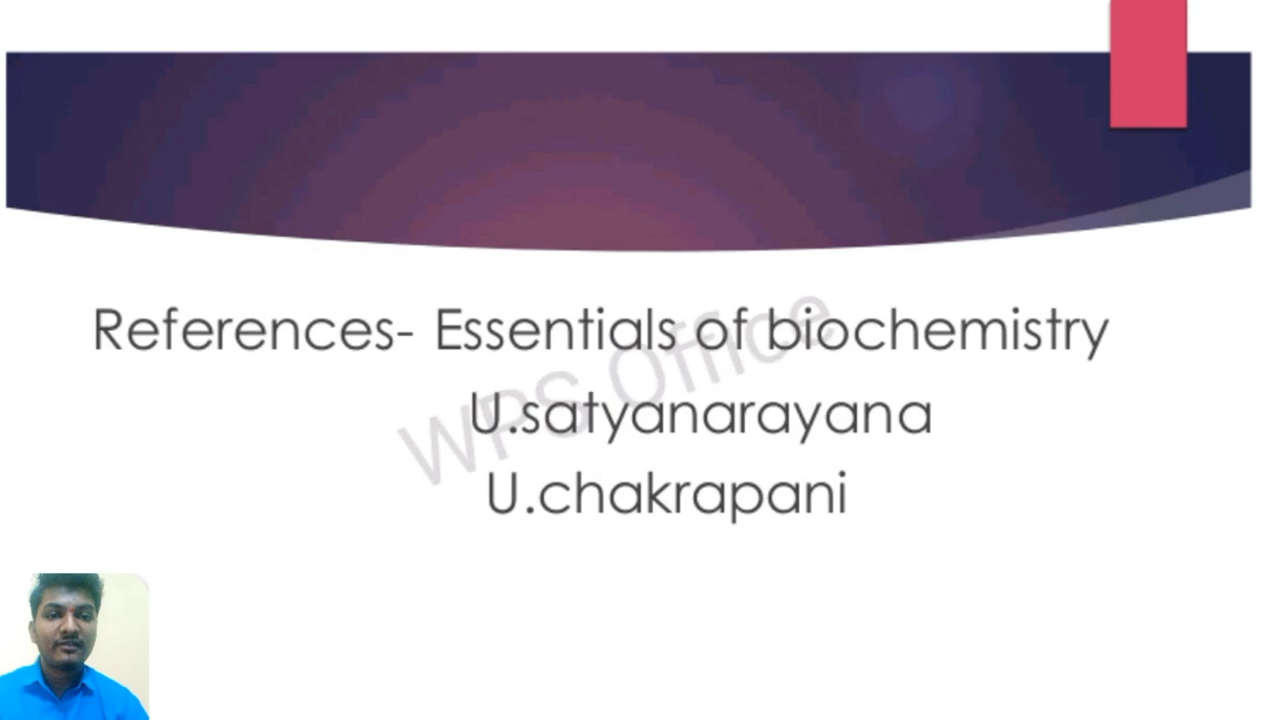 References- Essentials of biochemistry
U.satyanarayana
U.chakrapani
WPS Office